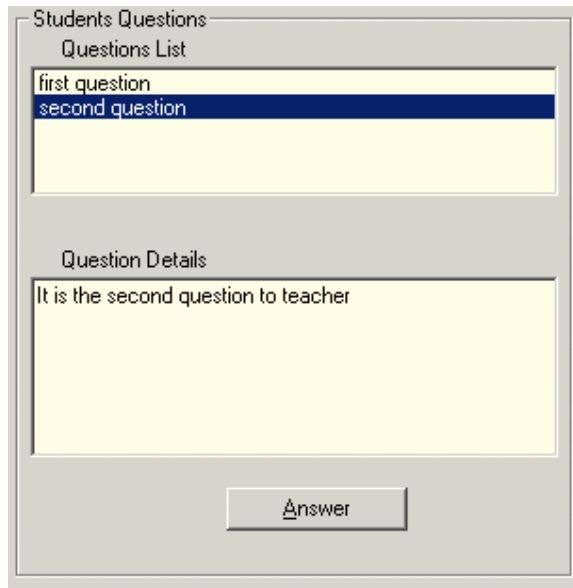 Students Questions
Questions List
first question
second question
Question Details
It is the second question to teacher
Answer